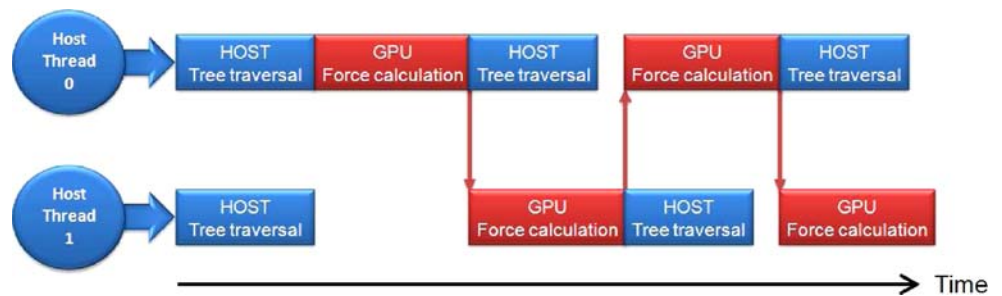 Host
Thread
0
HOST
Tree traversal
GPU
Force calculation
HOST
Tree traversal
GPU
Force calculation
HOST
Tree traversal
Host
Thread
1
HOST
Tree traversal
GPU
Force calculation
HOST
Tree traversal
GPU
Force calculation
Time